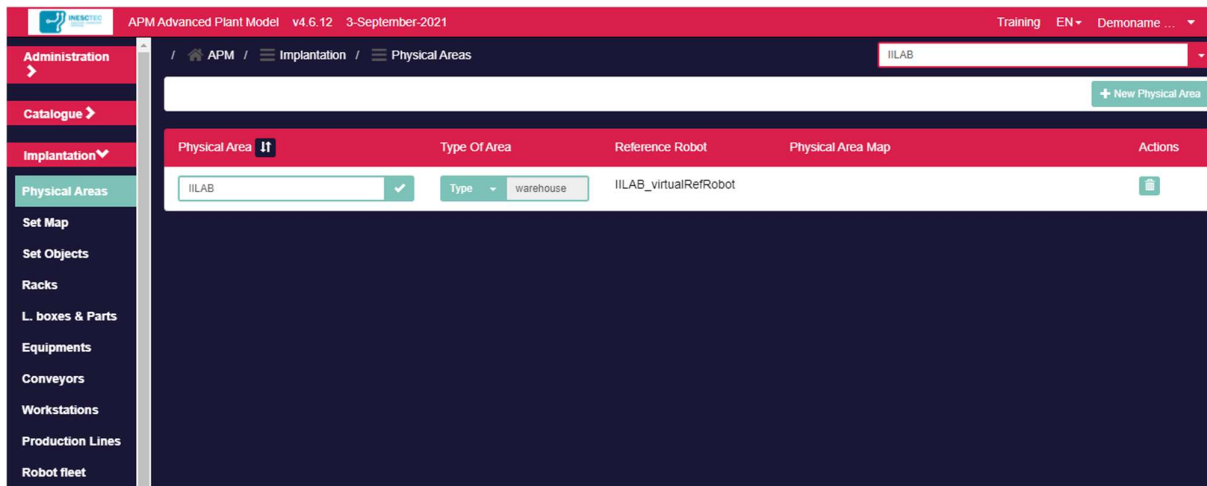 INESCTEC APM Advanced Plant Model v4.6.12 3-September-2021 Training EN Demoname ...
Administration
/ APM / Implantation / Physical Areas IILAB
+ New Physical Area
Catalogue
Implantation
Physical Area Type Of Area Reference Robot Physical Area Map Actions
IILAB Type warehouse IILAB_virtualRefRobot
Physical Areas
Set Map
Set Objects
Racks
L. boxes & Parts
Equipments
Conveyors
Workstations
Production Lines
Robot fleet